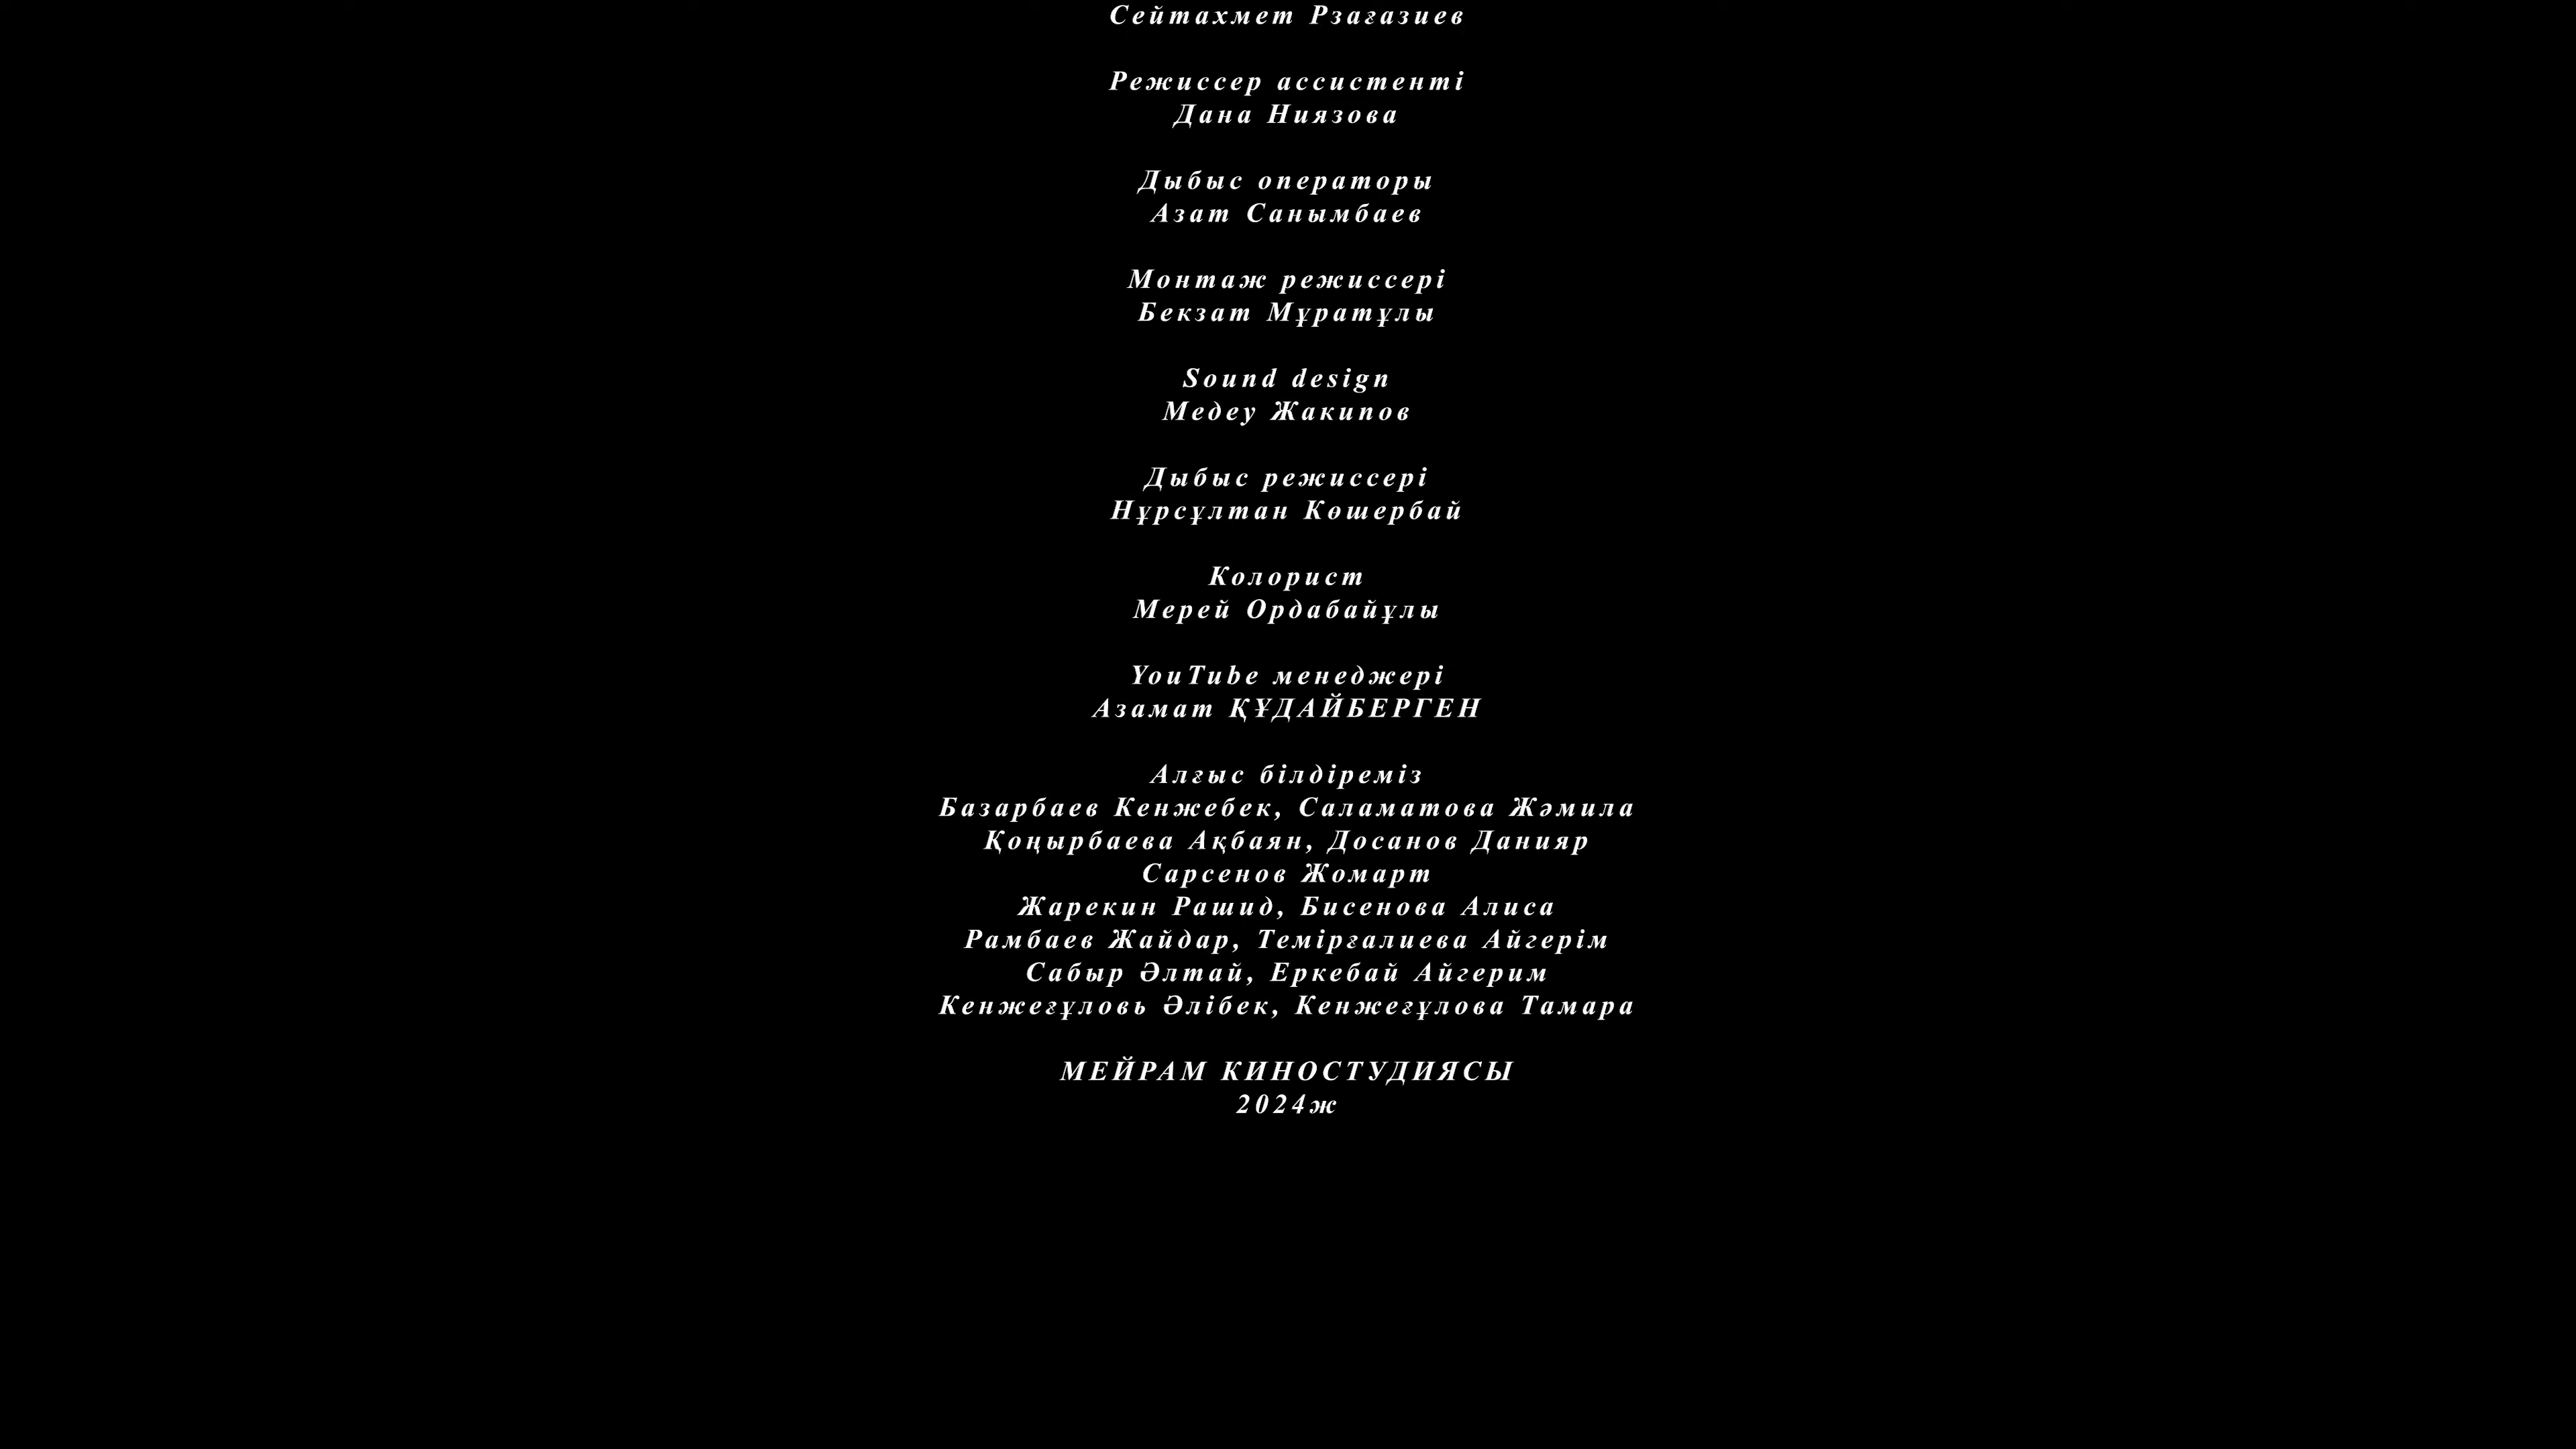 Сейтахмет Рзағазиев
Режиссер ассистенті
Дана Ниязова
Дыбыс операторы
Азат Санымбаев
Монтаж режиссері
Бекзат Мұратұлы
Sound design
Медеу Жакипов
Дыбыс режиссері
Нұрсұлтан Көшербай
Колорист
Мерей Ордабайұлы
YouTube менеджері
Азамат ҚҰДАЙБЕРГЕН
Алғыс білдіреміз
Базарбаев Кенжебек, Саламатова Жәмила
Қоңырбаева Ақбаян, Досанов Данияр
Сарсенов Жомарт
Жарекин Рашид, Бисенова Алиса
Рамбаев Жайдар, Темірғалиева Айгерім
Сабыр Әлтай, Еркебай Айгерим
Кенжеғұловь Әлібек, Кенжеғұлова Тамара
МЕЙРАМ КИНОСТУДИЯСЫ
2024ж